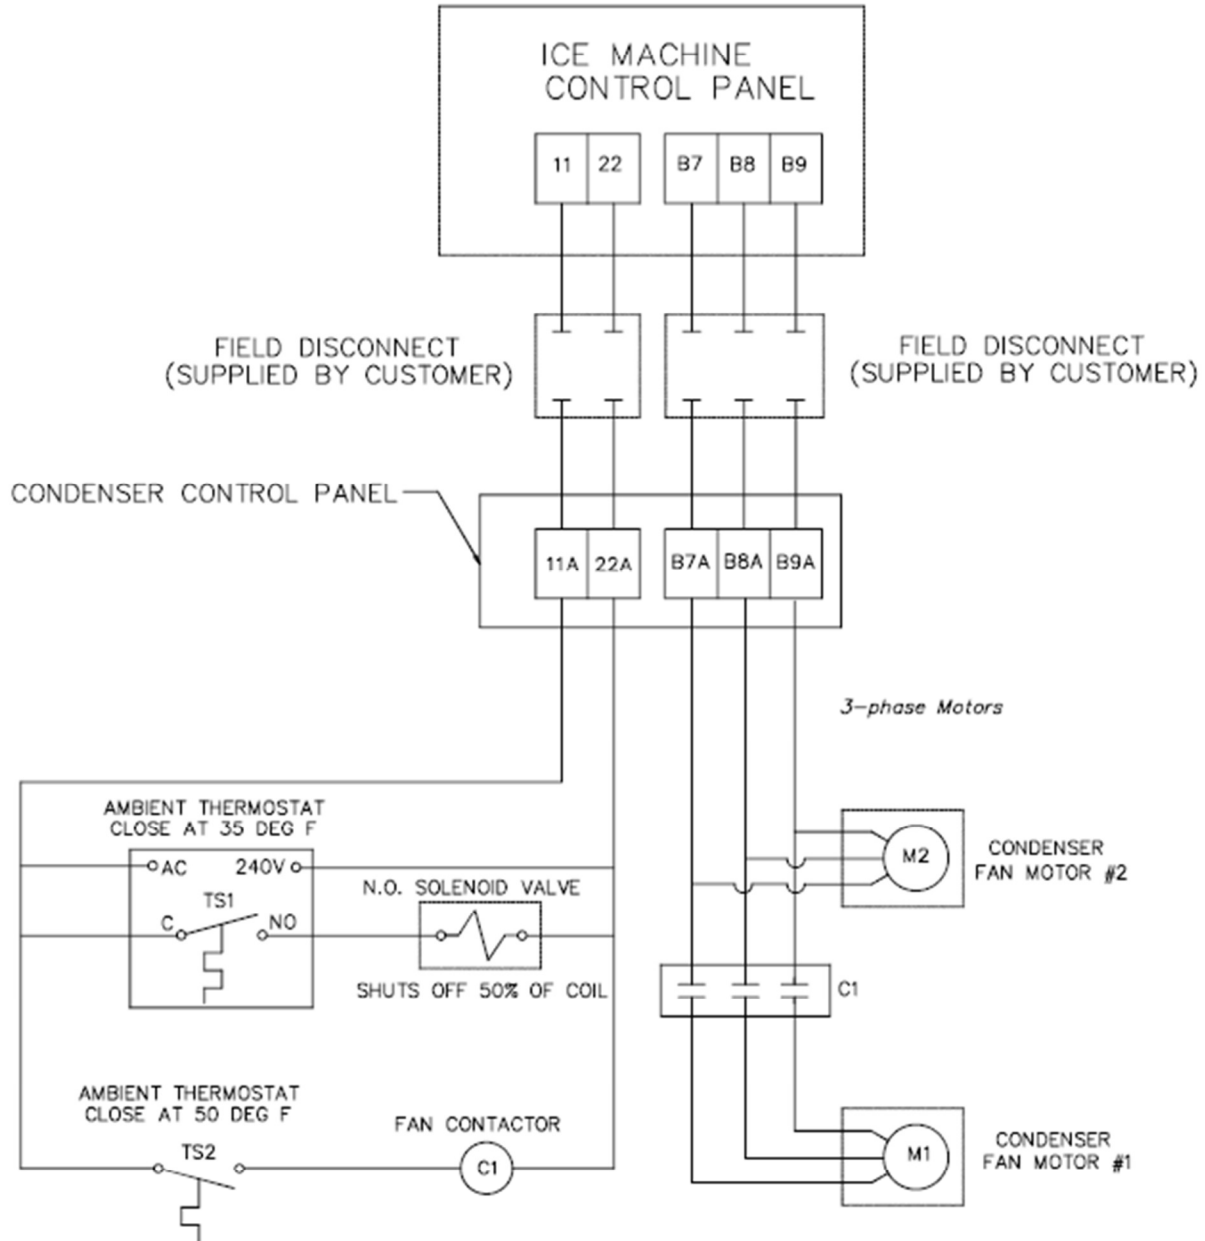 ICE MACHINE
CONTROL PANEL
11 22 B7 B8 B9
FIELD DISCONNECT
(SUPPLIED BY CUSTOMER)
FIELD DISCONNECT
(SUPPLIED BY CUSTOMER)
CONDENSER CONTROL PANEL
11A 22A B7A B8A B9A
3-phase Motors
AMBIENT THERMOSTAT
CLOSE AT 35 DEG F
AC 240V
TS1
C NO
N.O. SOLENOID VALVE
SHUTS OFF 50% OF COIL
M2
CONDENSER
FAN MOTOR #2
C1
AMBIENT THERMOSTAT
CLOSE AT 50 DEG F
TS2
FAN CONTACTOR
C1
M1
CONDENSER
FAN MOTOR #1